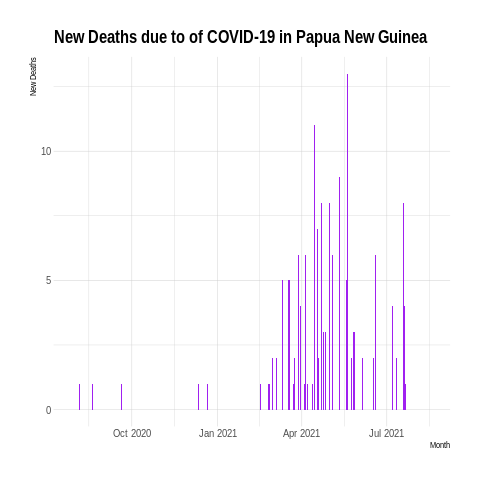 New Deaths due to of COVID-19 in Papua New Guinea
New Deaths
10
5
0
Oct 2020 Jan 2021 Apr 2021 Jul 2021
Month